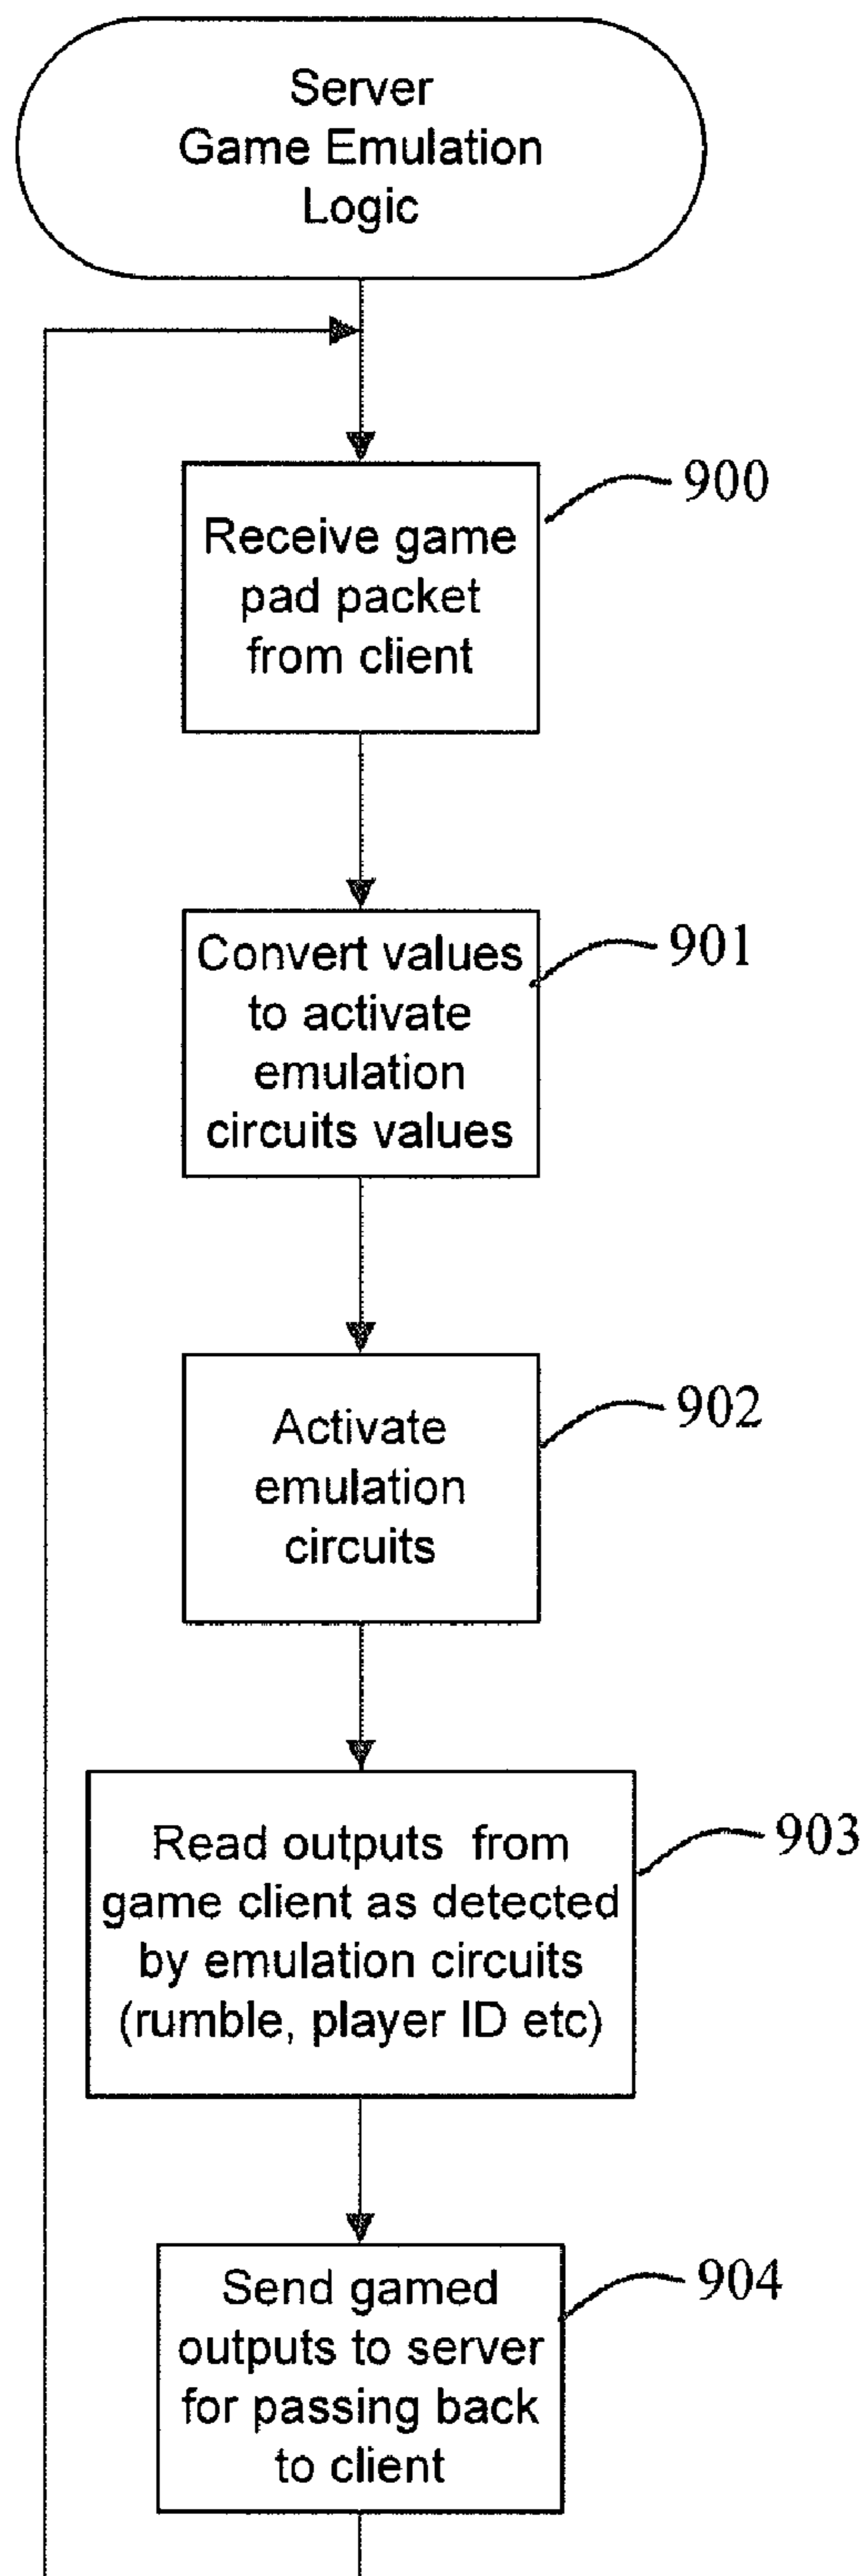 Server
Game Emulation
Logic
900
Receive game
pad packet
from client
901
Convert values
to activate
emulation
circuits values
902
Activate
emulation
circuits
903
Read outputs from
game client as detected
by emulation circuits
(rumble, player ID etc)
904
Send gamed
outputs to server
for passing back
to client